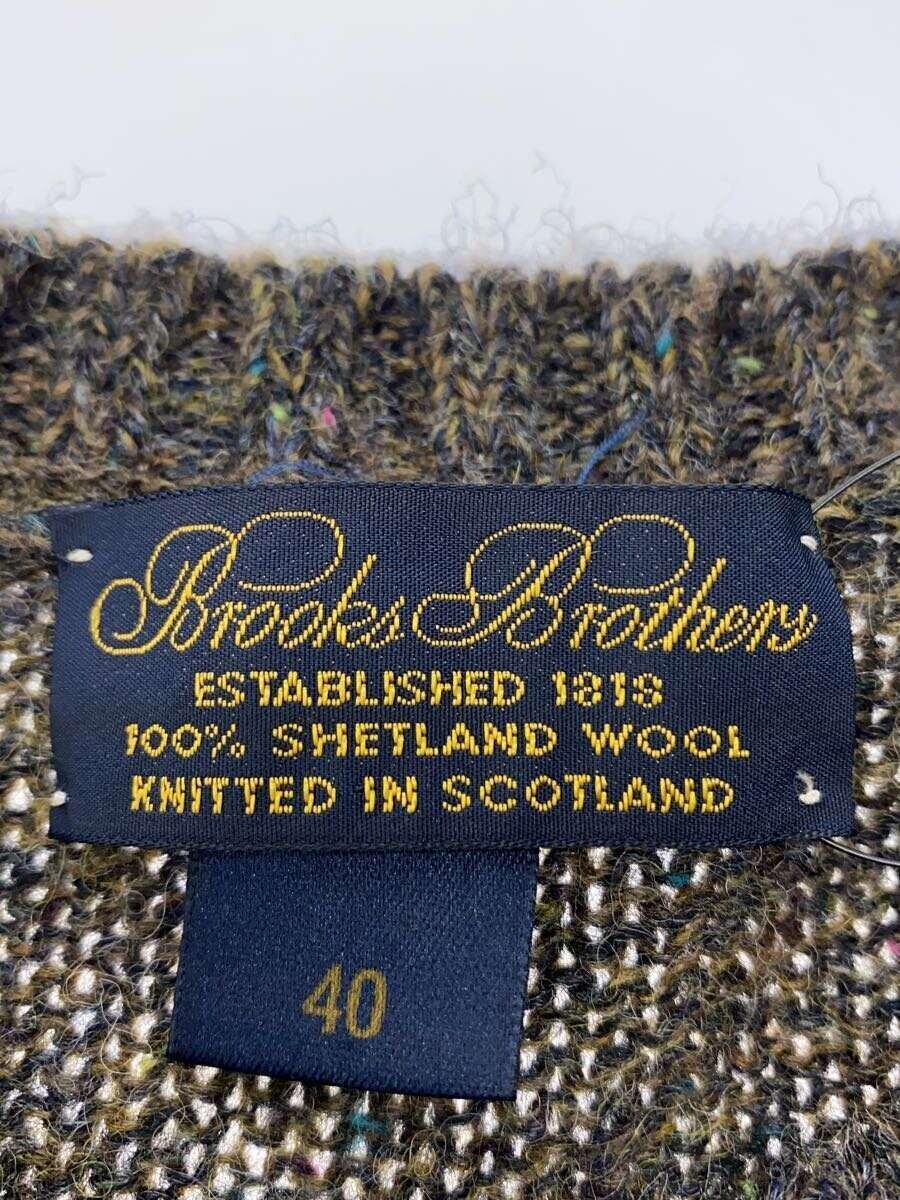 Brooks Brothers
ESTABLISHED 1818
100% SHETLAND WOOL
KNITTED IN SCOTLAND
40